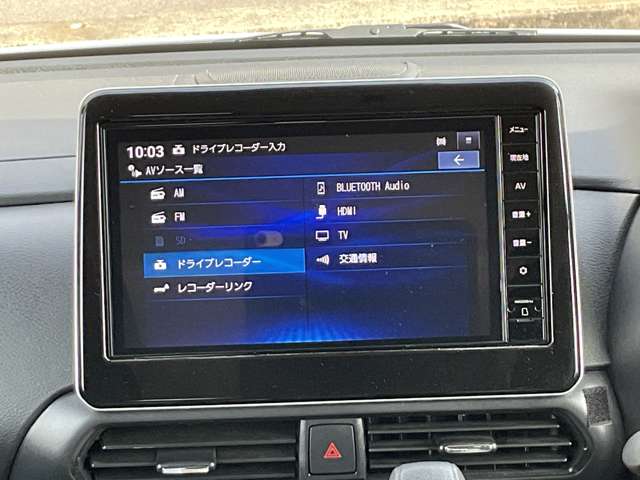 10:03 ドライブレコーダー入力
AVソース一覧
AM
FM
SD
ドライブレコーダー
レコーダーリンク
BLUETOOTH Audio
HDMI
TV
交通情報
メニュー
現在地
AV
音量+
音量-